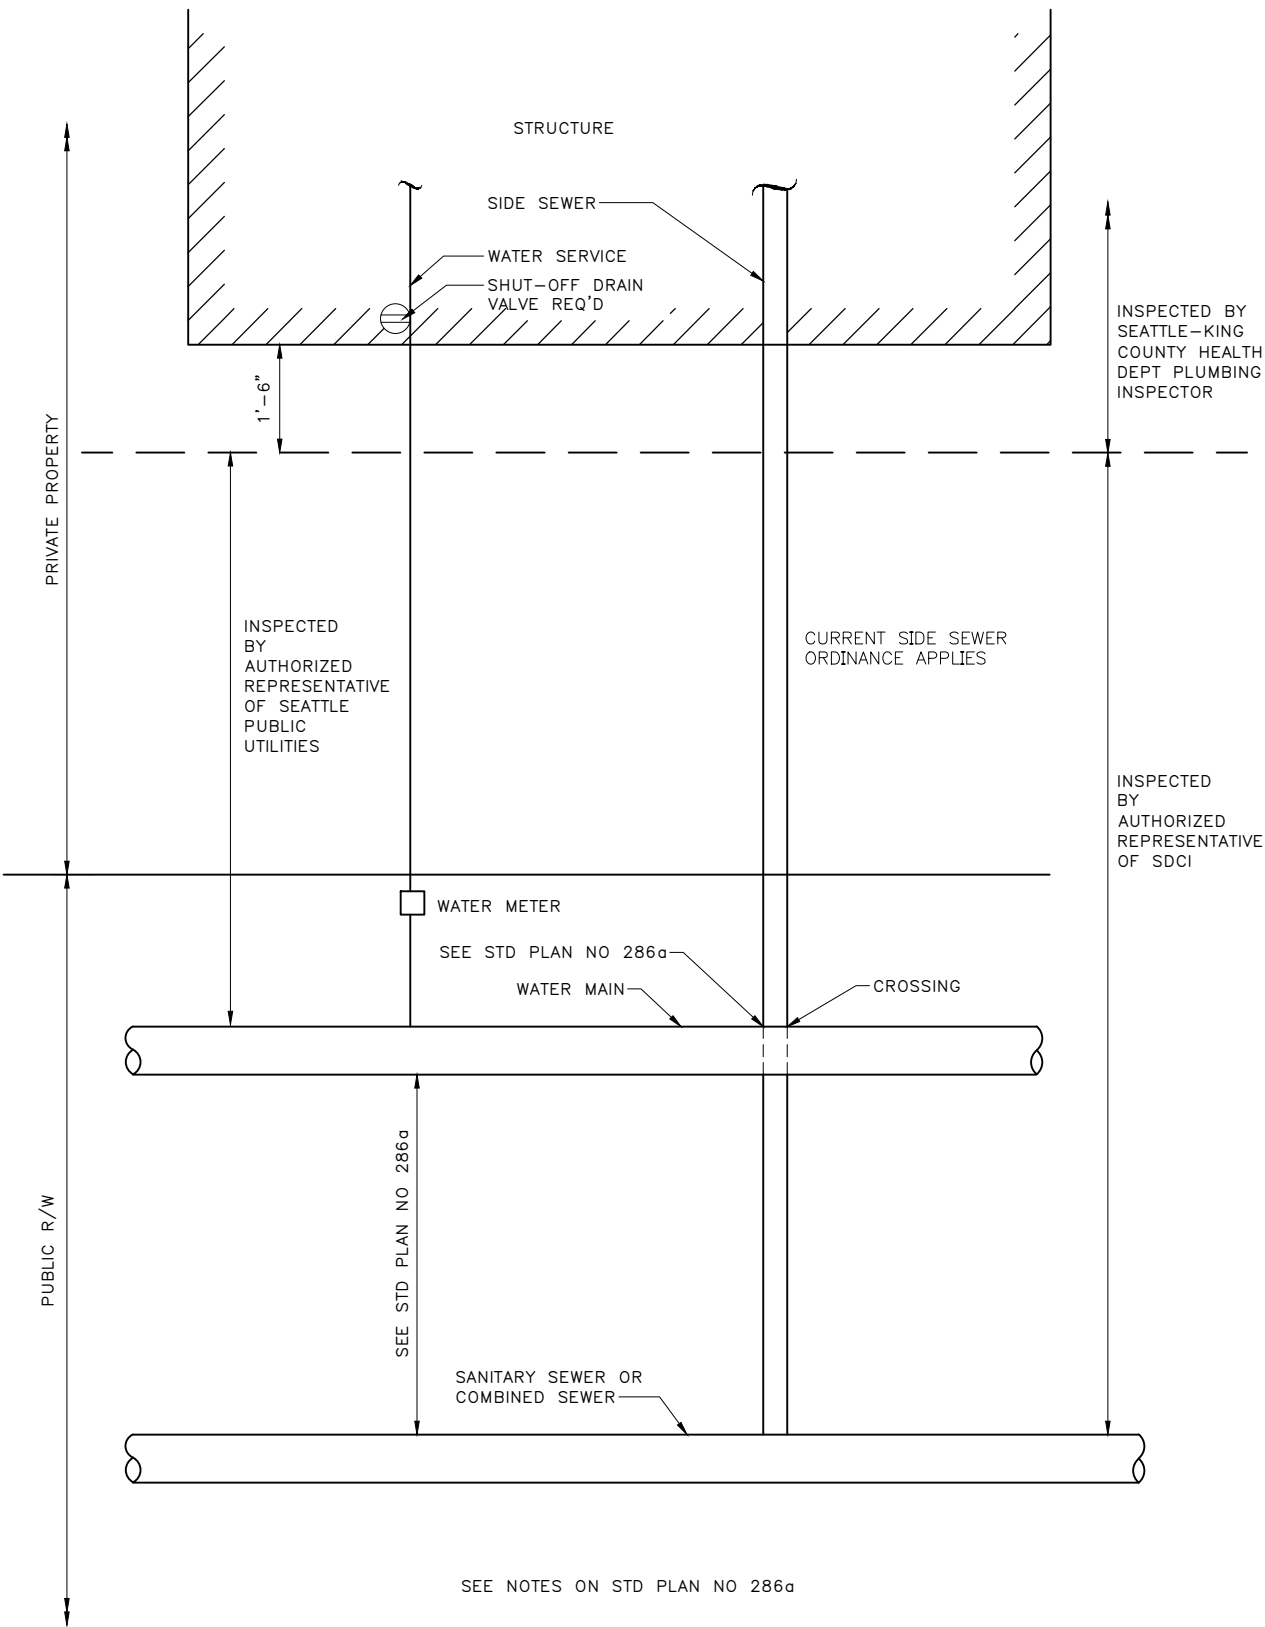 STRUCTURE
SIDE SEWER
WATER SERVICE
SHUT-OFF DRAIN
VALVE REQ'D
INSPECTED BY
SEATTLE-KING
COUNTY HEALTH
DEPT PLUMBING
INSPECTOR
1'-6"
PRIVATE PROPERTY
INSPECTED
BY
AUTHORIZED
REPRESENTATIVE
OF SEATTLE
PUBLIC
UTILITIES
CURRENT SIDE SEWER
ORDINANCE APPLIES
INSPECTED
BY
AUTHORIZED
REPRESENTATIVE
OF SDCI
WATER METER
SEE STD PLAN NO 286a
WATER MAIN
CROSSING
SEE STD PLAN NO 286a
PUBLIC R/W
SANITARY SEWER OR
COMBINED SEWER
SEE NOTES ON STD PLAN NO 286a